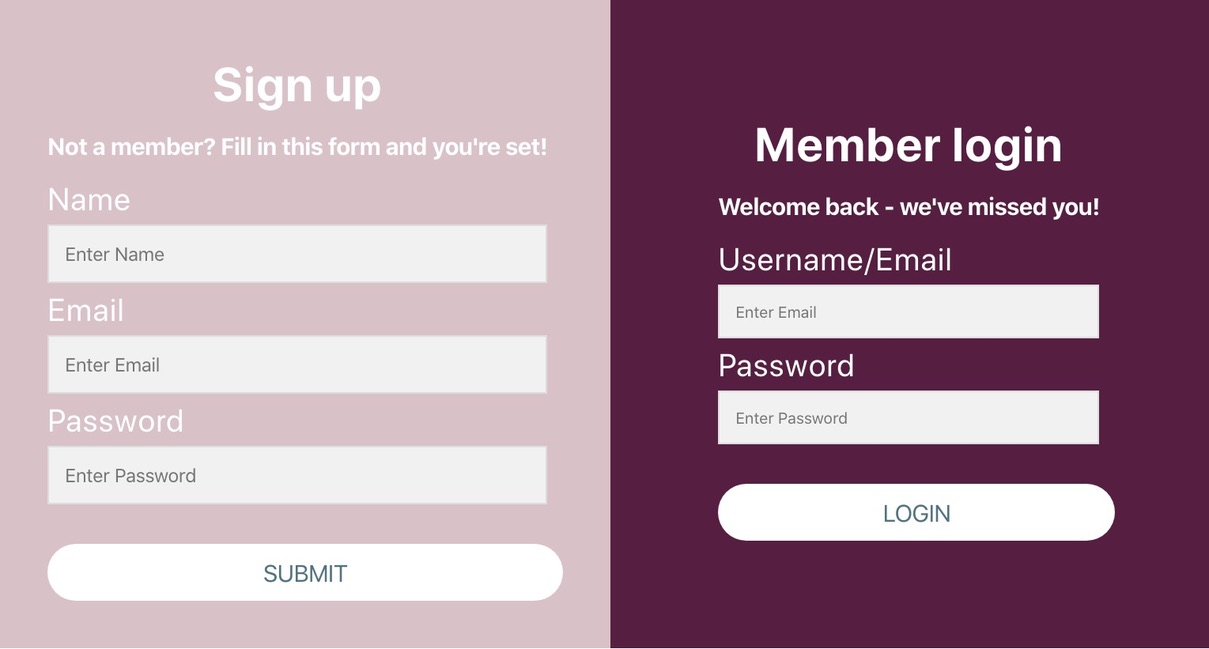 Sign up
Not a member? Fill in this form and you're set!
Name
Enter Name
Email
Enter Email
Password
Enter Password
SUBMIT
Member login
Welcome back - we've missed you!
Username/Email
Enter Email
Password
Enter Password
LOGIN